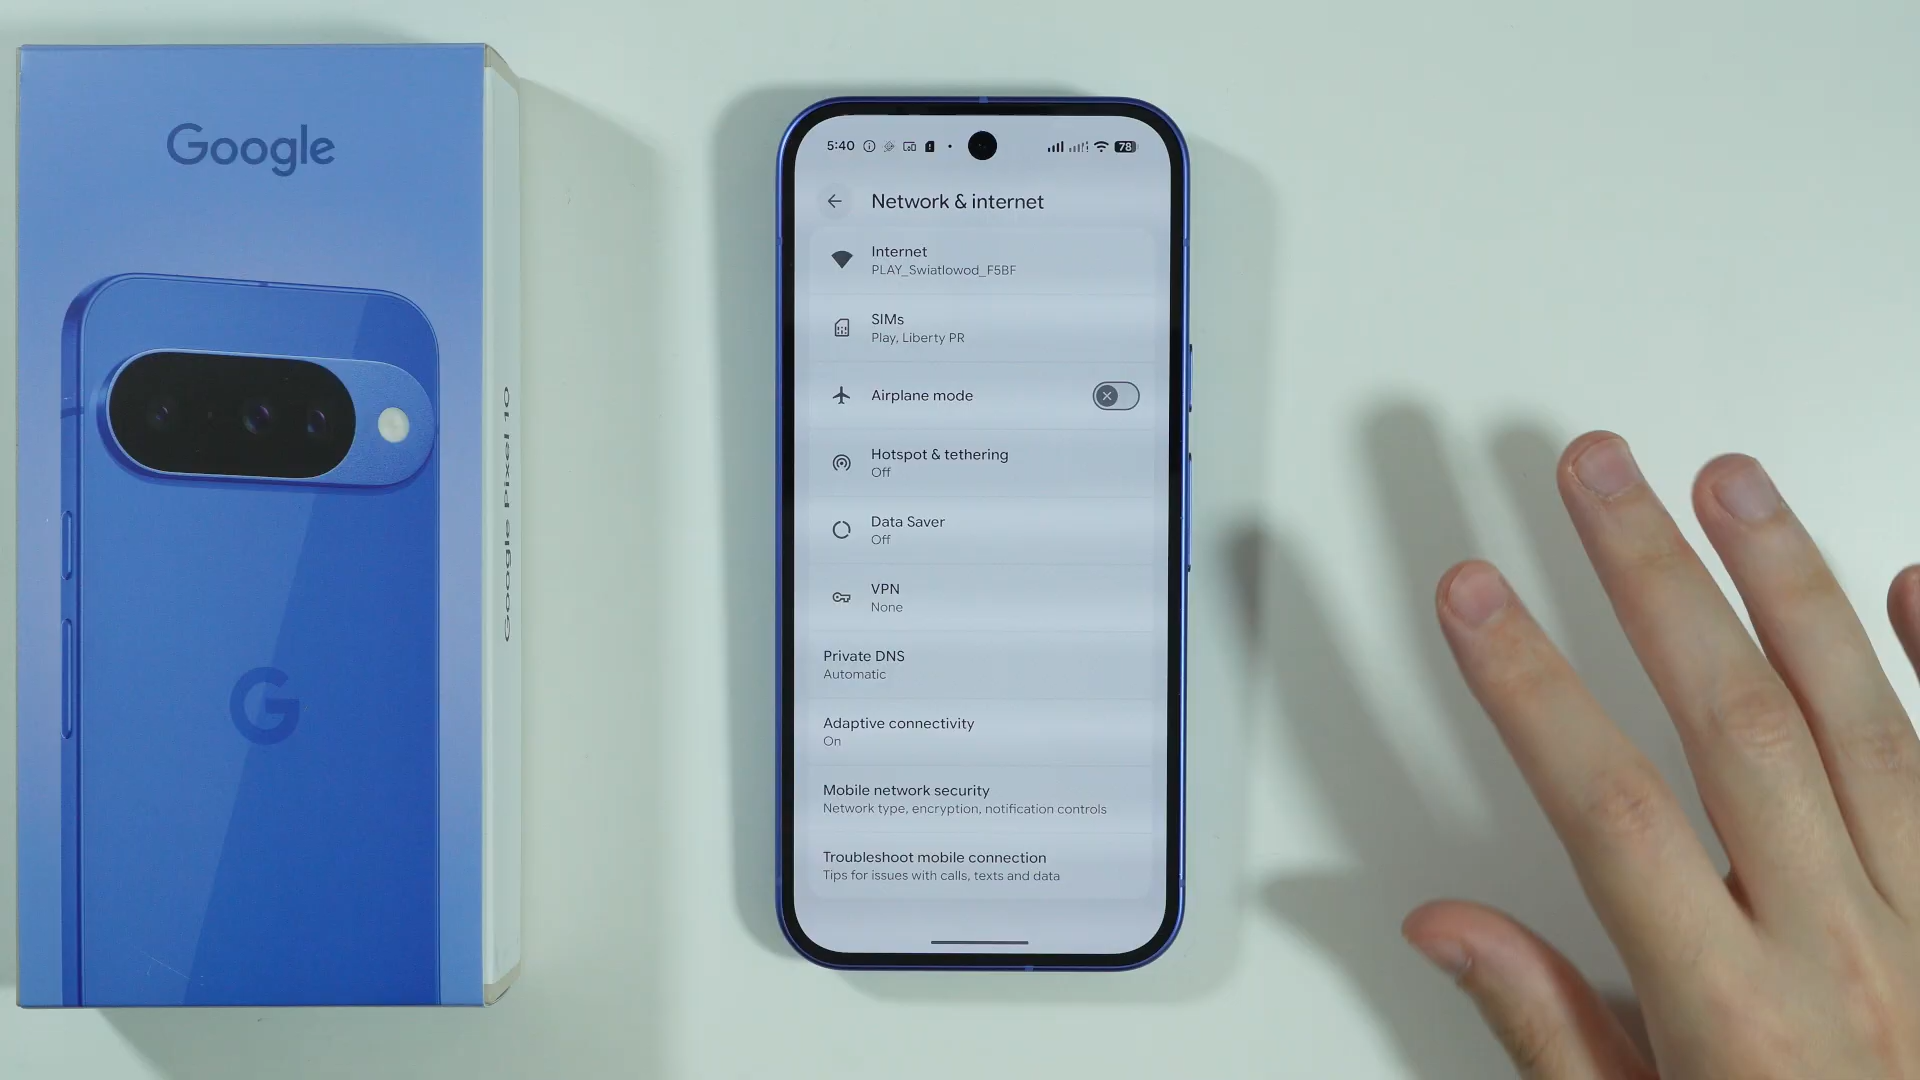 Google
G
Google Pixel 10
5:40
78
Network & internet
Internet
PLAY_Swiatlowod_F5BF
SIMs
Play, Liberty PR
Airplane mode
Hotspot & tethering
Off
Data Saver
Off
VPN
None
Private DNS
Automatic
Adaptive connectivity
On
Mobile network security
Network type, encryption, notification controls
Troubleshoot mobile connection
Tips for issues with calls, texts and data